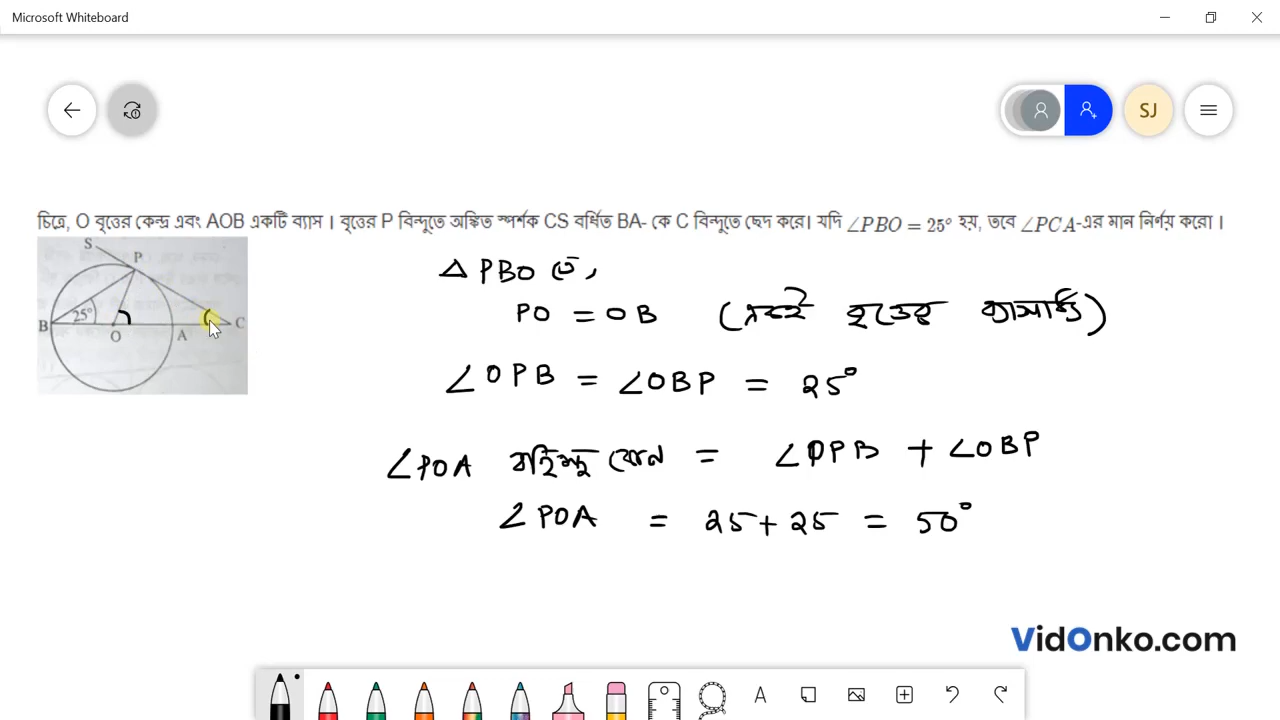 Microsoft Whiteboard
SJ
চিত্রে, O বৃত্তের কেন্দ্র এবং AOB একটি ব্যাস। বৃত্তের P বিন্দুতে অঙ্কিত স্পর্শক CS বর্ধিত BA- কে C বিন্দুতে ছেদ করে। যদি ∠PBO = 25° হয়, তবে ∠PCA-এর মান নির্ণয় করো।
S
P
25°
B
C
O
A
△ PBO তে,
PO = OB (একই বৃত্তের ব্যাসার্ধ)
∠OPB = ∠OBP = 25°
∠POA বহিঃস্থ কোন = ∠OPB + ∠OBP
∠POA = 25+25 = 50°
VidOnko.com
A